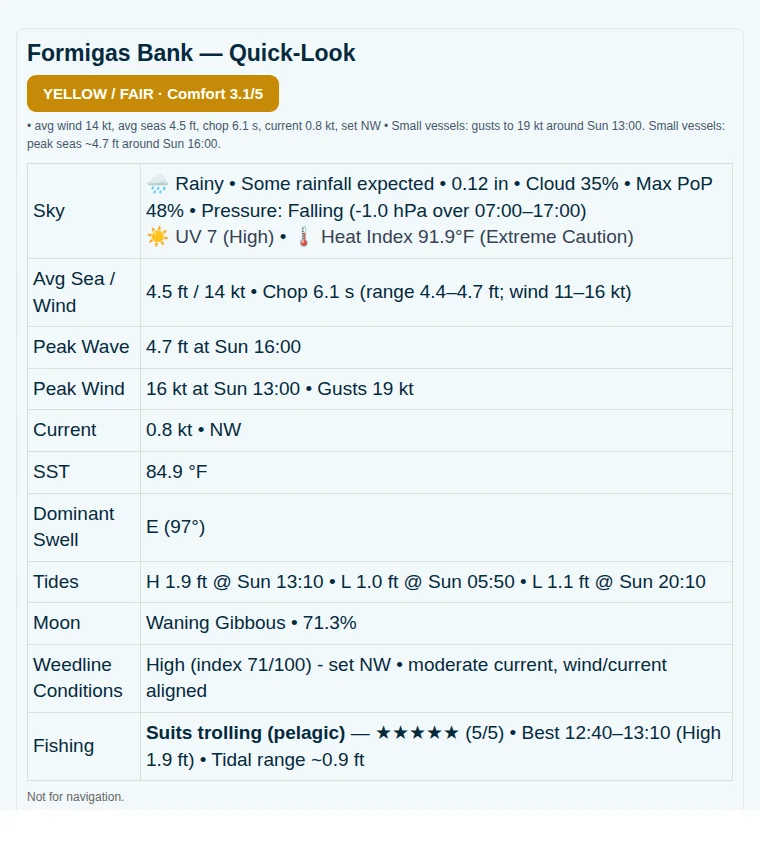 Formigas Bank — Quick-Look
YELLOW / FAIR · Comfort 3.1/5
• avg wind 14 kt, avg seas 4.5 ft, chop 6.1 s, current 0.8 kt, set NW • Small vessels: gusts to 19 kt around Sun 13:00. Small vessels:
peak seas ~4.7 ft around Sun 16:00.
Sky
🌧️ Rainy • Some rainfall expected • 0.12 in • Cloud 35% • Max PoP
48% • Pressure: Falling (-1.0 hPa over 07:00–17:00)
☀️ UV 7 (High) • 🌡️ Heat Index 91.9°F (Extreme Caution)
Avg Sea /
Wind
4.5 ft / 14 kt • Chop 6.1 s (range 4.4–4.7 ft; wind 11–16 kt)
Peak Wave
4.7 ft at Sun 16:00
Peak Wind
16 kt at Sun 13:00 • Gusts 19 kt
Current
0.8 kt • NW
SST
84.9 °F
Dominant
Swell
E (97°)
Tides
H 1.9 ft @ Sun 13:10 • L 1.0 ft @ Sun 05:50 • L 1.1 ft @ Sun 20:10
Moon
Waning Gibbous • 71.3%
Weedline
Conditions
High (index 71/100) - set NW • moderate current, wind/current
aligned
Fishing
Suits trolling (pelagic) — ★★★★★ (5/5) • Best 12:40–13:10 (High
1.9 ft) • Tidal range ~0.9 ft
Not for navigation.